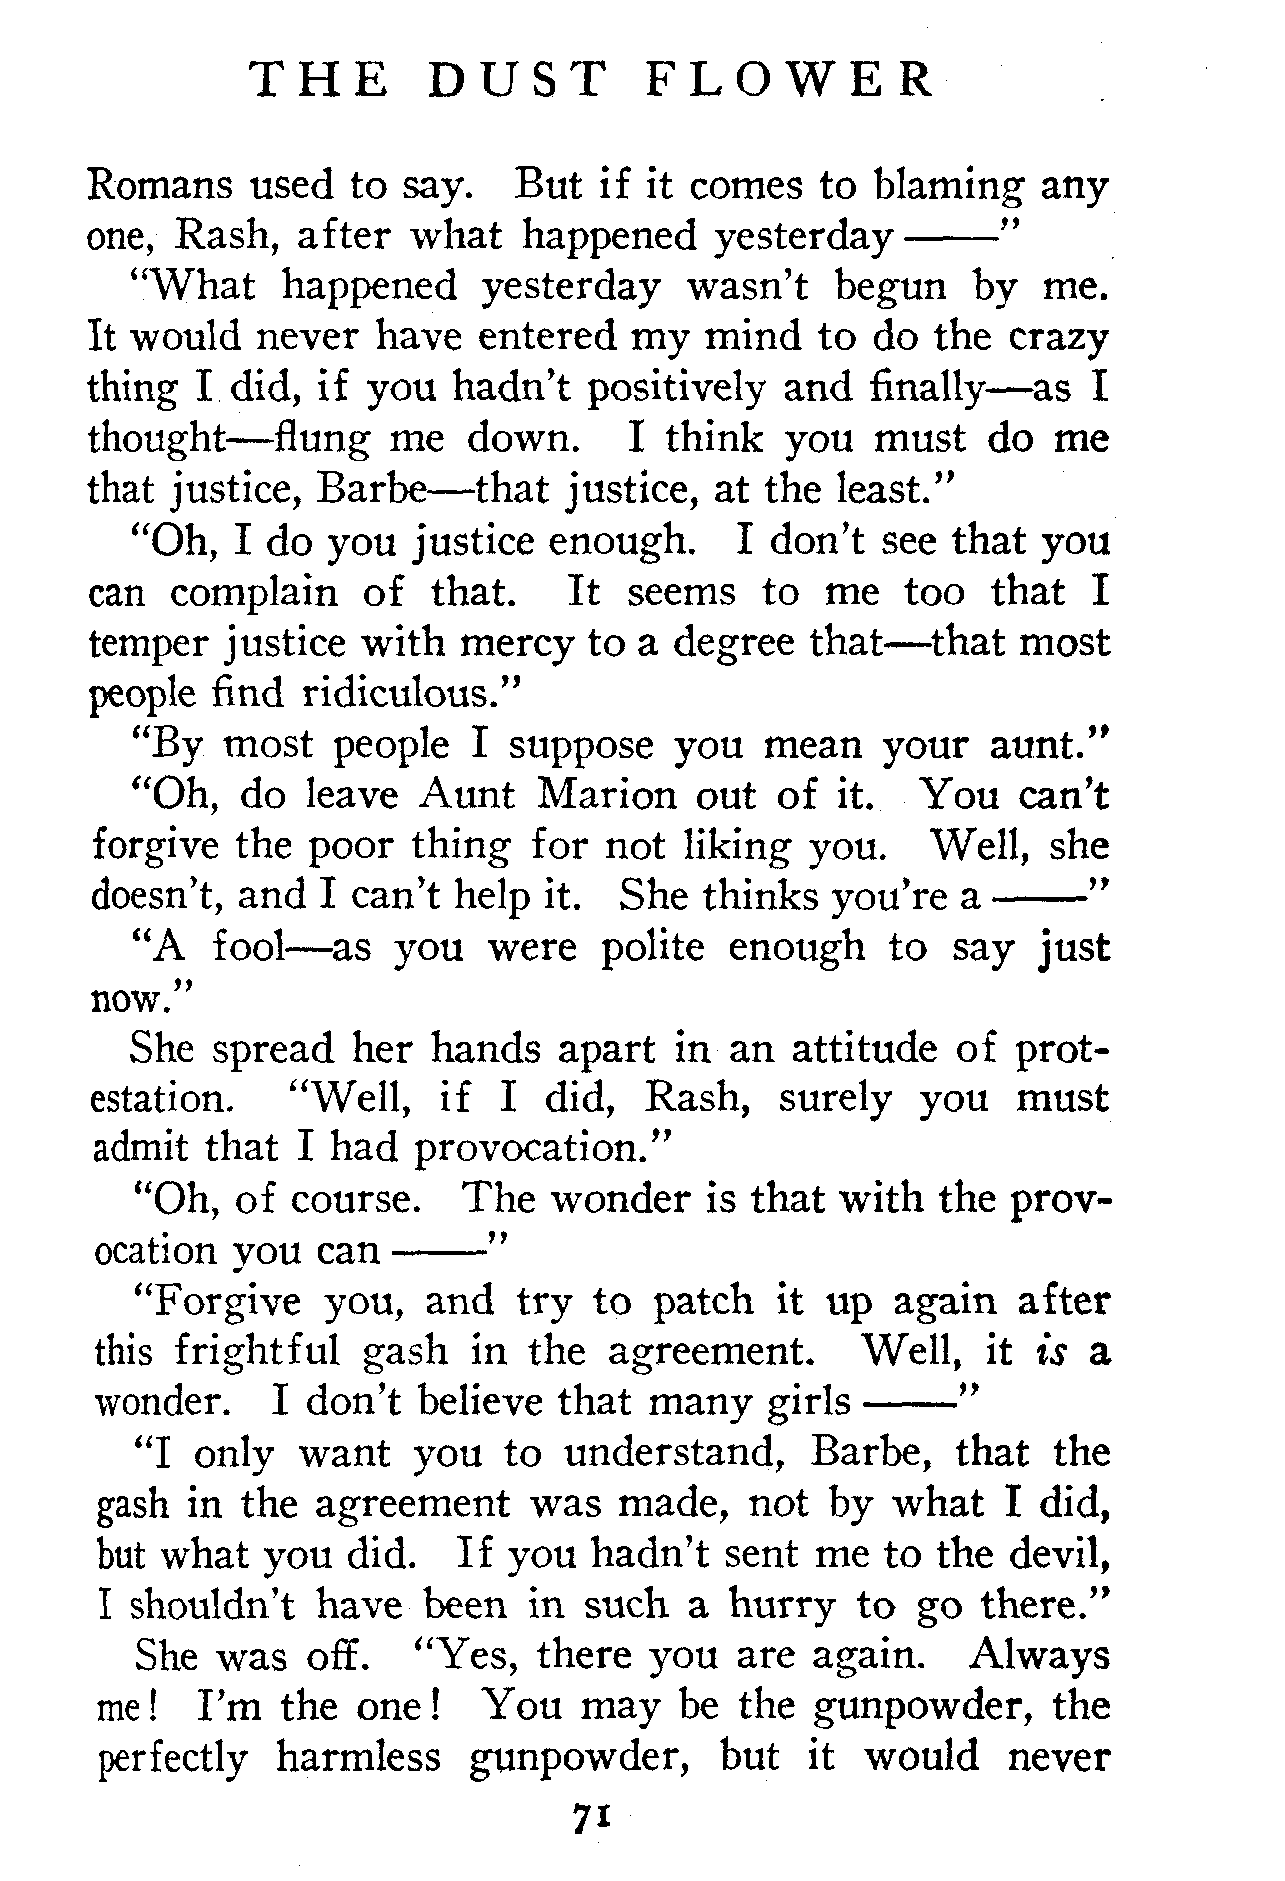 THE DUST FLOWER
Romans used to say. But if it comes to blaming any
one, Rash, after what happened yesterday ——"
"What happened yesterday wasn't begun by me.
It would never have entered my mind to do the crazy
thing I did, if you hadn't positively and finally—as I
thought—flung me down. I think you must do me
that justice, Barbe—that justice, at the least."
"Oh, I do you justice enough. I don't see that you
can complain of that. It seems to me too that I
temper justice with mercy to a degree that—that most
people find ridiculous."
"By most people I suppose you mean your aunt."
"Oh, do leave Aunt Marion out of it. You can't
forgive the poor thing for not liking you. Well, she
doesn't, and I can't help it. She thinks you're a ——"
"A fool—as you were polite enough to say just
now."
She spread her hands apart in an attitude of prot-
estation. "Well, if I did, Rash, surely you must
admit that I had provocation."
"Oh, of course. The wonder is that with the prov-
ocation you can ——"
"Forgive you, and try to patch it up again after
this frightful gash in the agreement. Well, it is a
wonder. I don't believe that many girls ——"
"I only want you to understand, Barbe, that the
gash in the agreement was made, not by what I did,
but what you did. If you hadn't sent me to the devil,
I shouldn't have been in such a hurry to go there."
She was off. "Yes, there you are again. Always
me! I'm the one! You may be the gunpowder, the
perfectly harmless gunpowder, but it would never
71